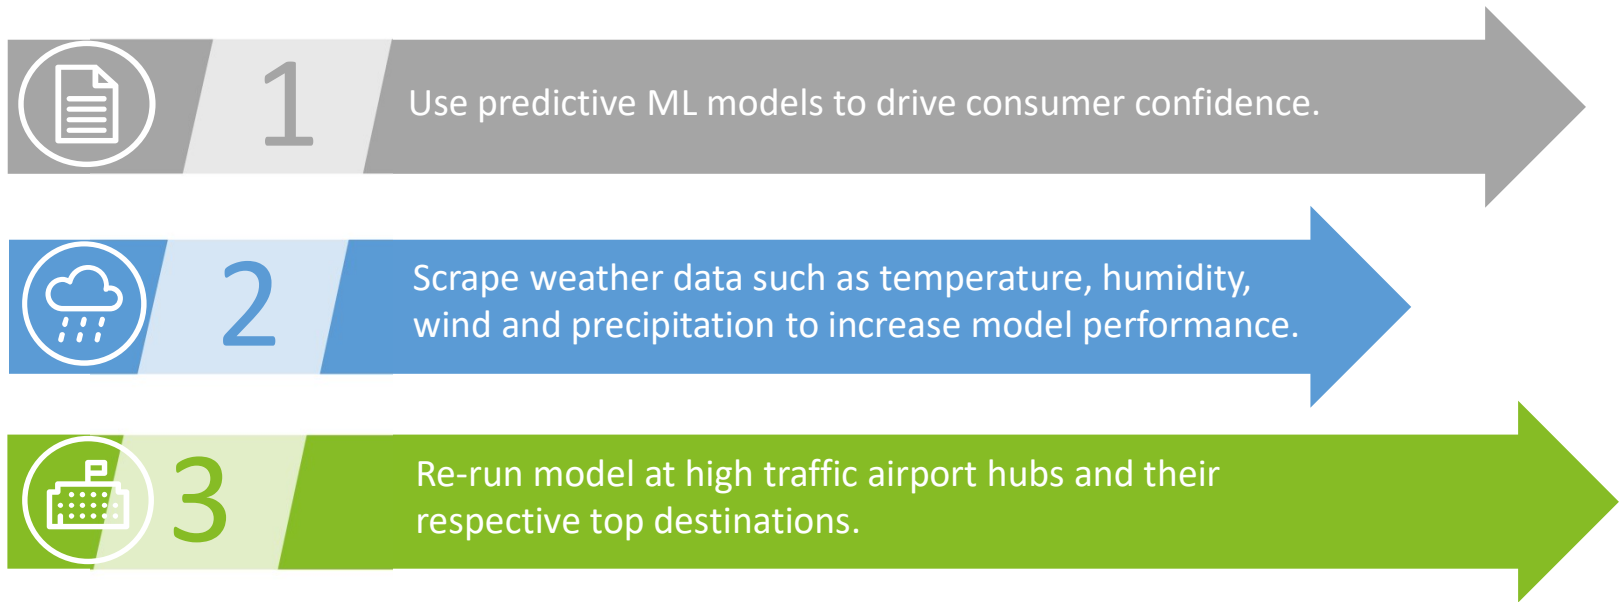 1
Use predictive ML models to drive consumer confidence.
2
Scrape weather data such as temperature, humidity,
wind and precipitation to increase model performance.
3
Re-run model at high traffic airport hubs and their
respective top destinations.